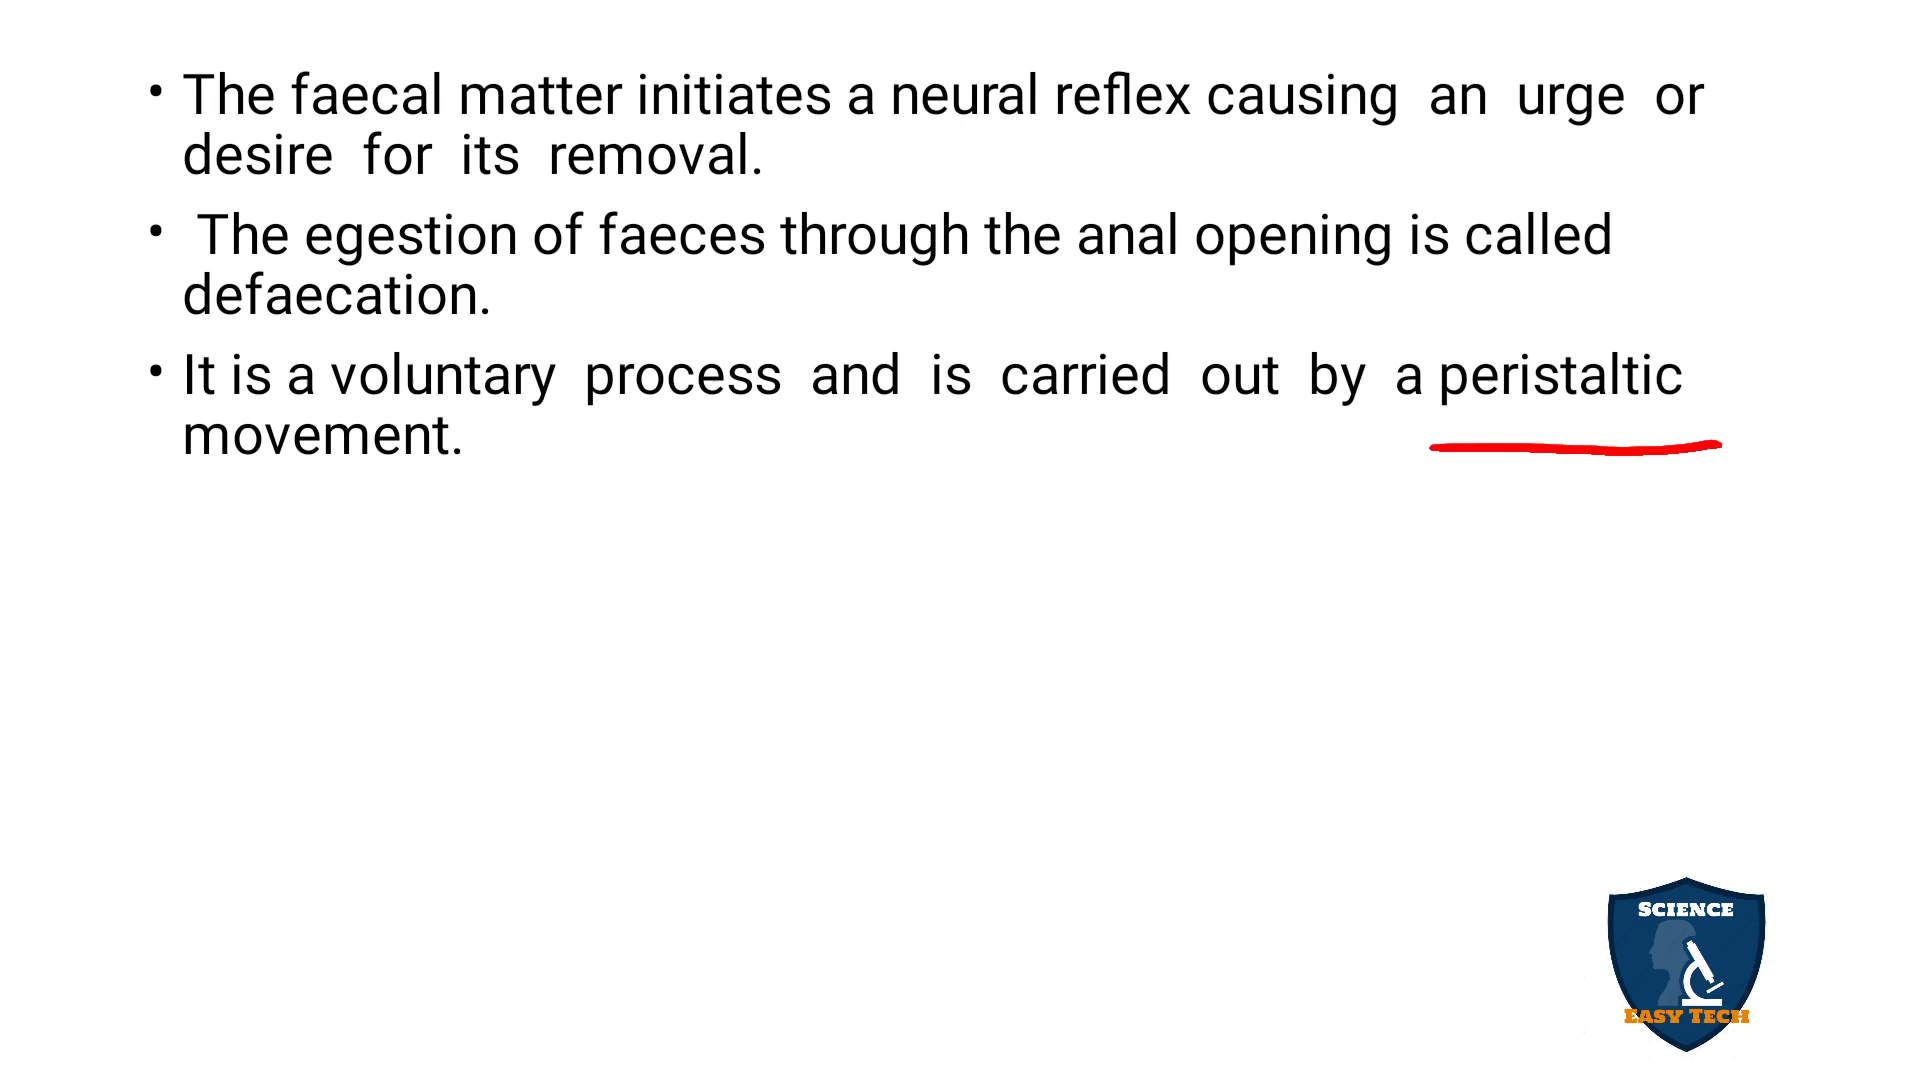 • The faecal matter initiates a neural reflex causing an urge or
desire for its removal.
• The egestion of faeces through the anal opening is called
defaecation.
• It is a voluntary process and is carried out by a peristaltic
movement.
SCIENCE
EASY TECH